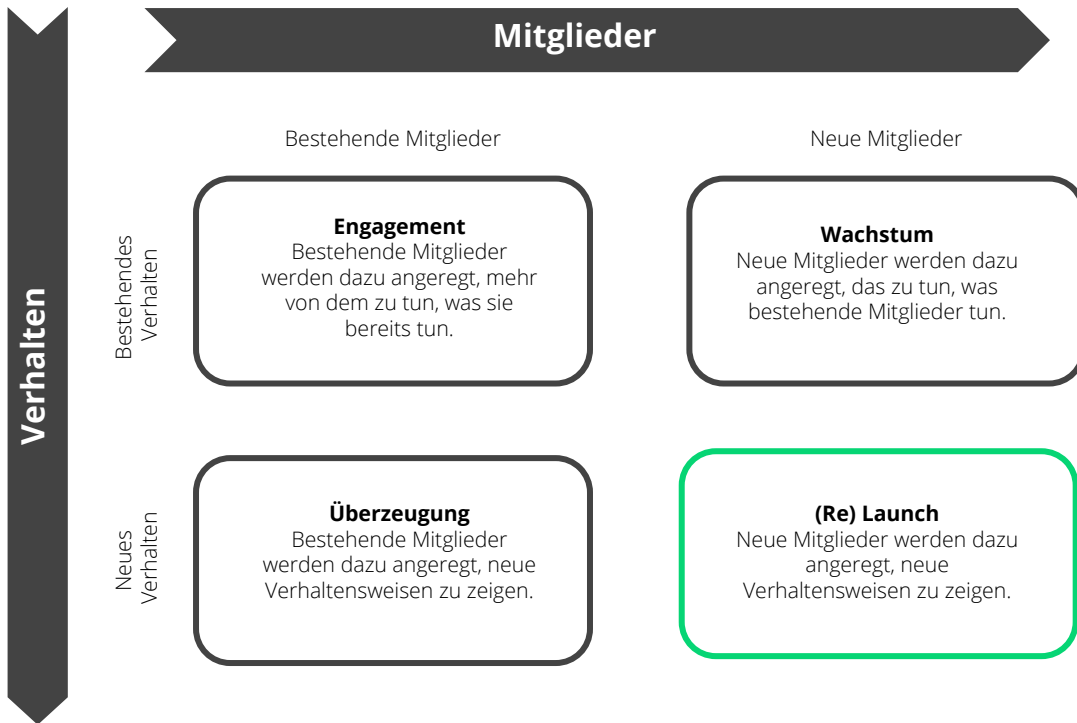 Mitglieder
Verhalten
Bestehende Mitglieder
Neue Mitglieder
Bestehendes
Verhalten
Engagement
Bestehende Mitglieder
werden dazu angeregt, mehr
von dem zu tun, was sie
bereits tun.
Wachstum
Neue Mitglieder werden dazu
angeregt, das zu tun, was
bestehende Mitglieder tun.
Neues
Verhalten
Überzeugung
Bestehende Mitglieder
werden dazu angeregt, neue
Verhaltensweisen zu zeigen.
(Re) Launch
Neue Mitglieder werden dazu
angeregt, neue
Verhaltensweisen zu zeigen.